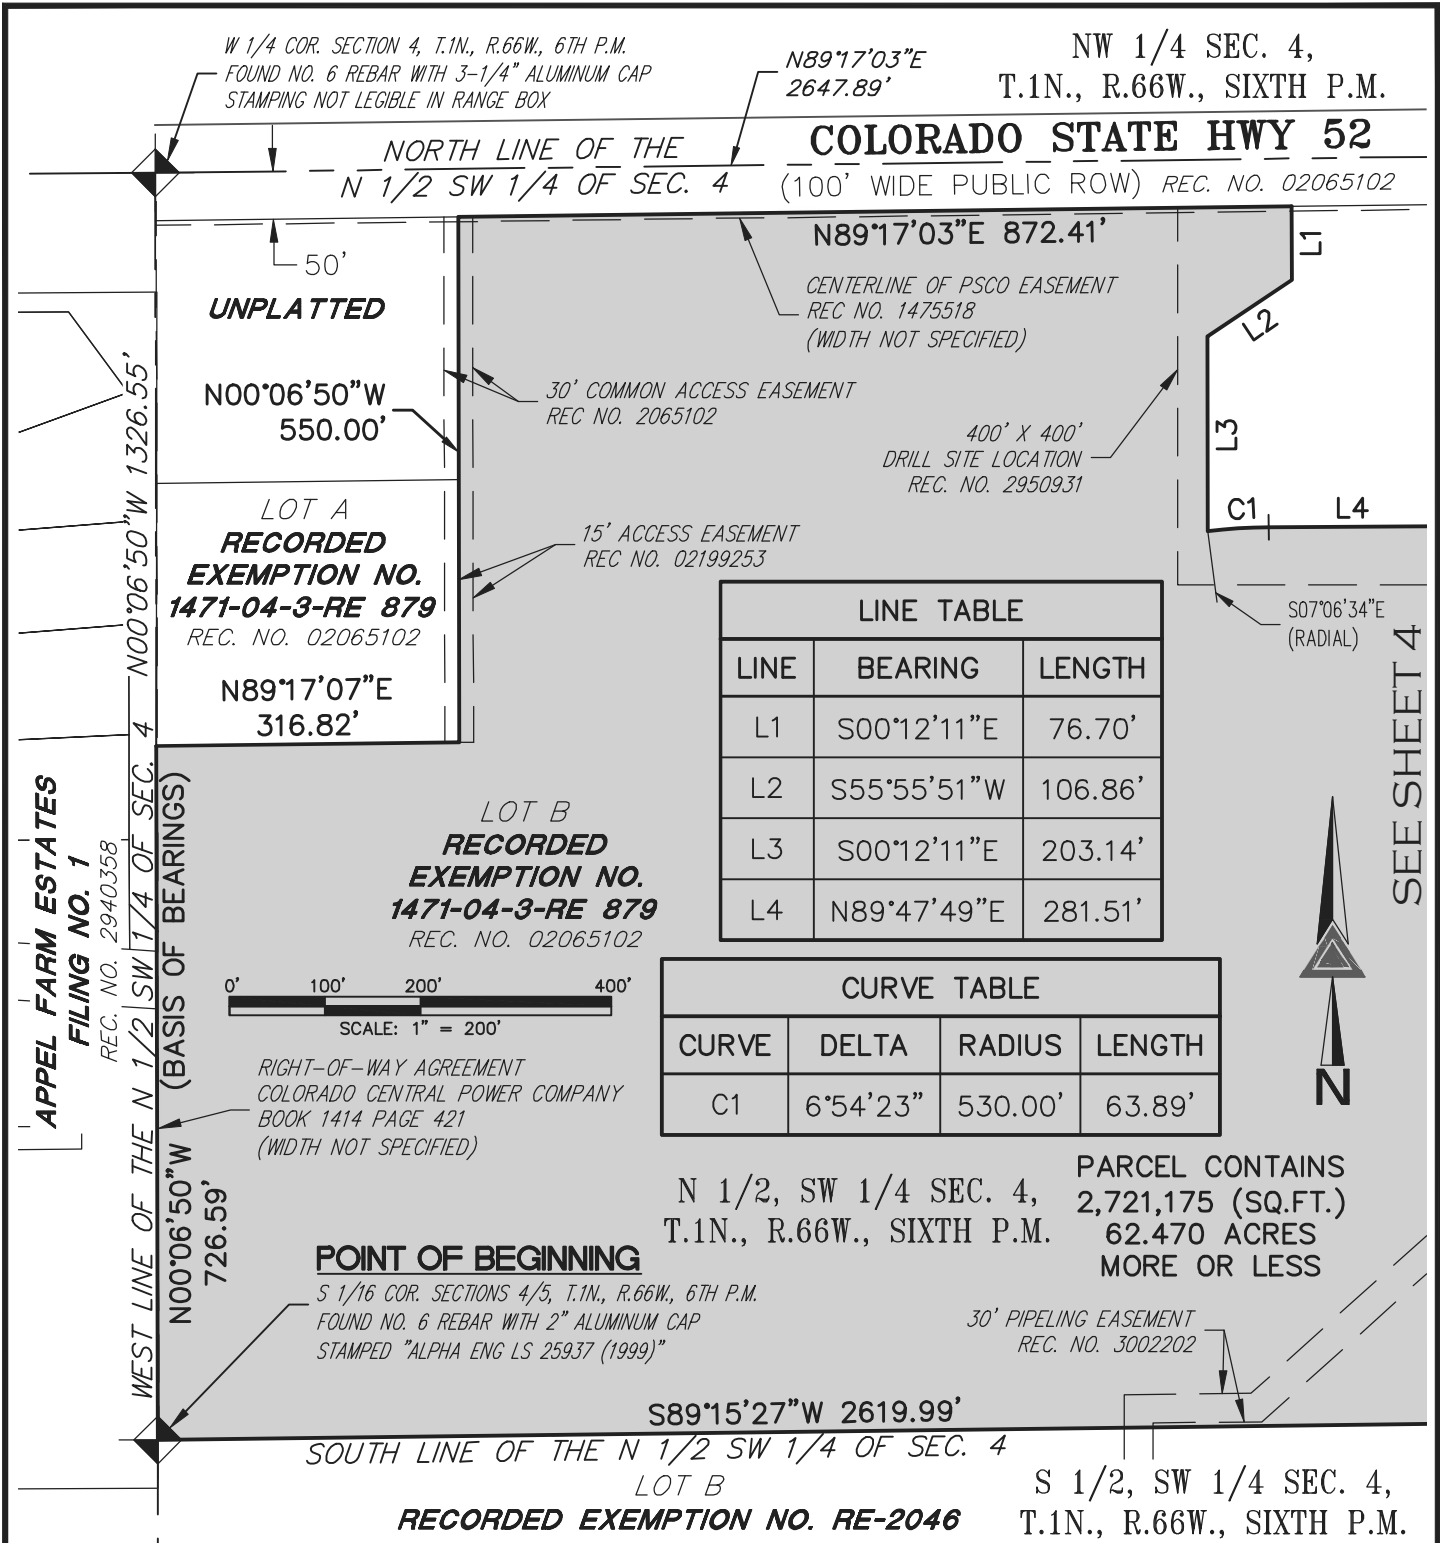 W 1/4 COR. SECTION 4, T.1N., R.66W., 6TH P.M.
FOUND NO. 6 REBAR WITH 3-1/4" ALUMINUM CAP
STAMPING NOT LEGIBLE IN RANGE BOX
N89°17'03"E
2647.89'
NW 1/4 SEC. 4,
T.1N., R.66W., SIXTH P.M.
NORTH LINE OF THE
N 1/2 SW 1/4 OF SEC. 4
COLORADO STATE HWY 52
(100' WIDE PUBLIC ROW) REC. NO. 02065102
50'
UNPLATTED
N00°06'50"W
550.00'
N89°17'03"E 872.41'
L1
L2
L3
C1
L4
CENTERLINE OF PSCO EASEMENT
REC NO. 1475518
(WIDTH NOT SPECIFIED)
30' COMMON ACCESS EASEMENT
REC NO. 2065102
400' X 400'
DRILL SITE LOCATION
REC. NO. 2950931
15' ACCESS EASEMENT
REC NO. 02199253
LOT A
RECORDED
EXEMPTION NO.
1471-04-3-RE 879
REC. NO. 02065102
N89°17'07"E
316.82'
S07°06'34"E
(RADIAL)
SEE SHEET 4
LINE TABLE
LINE BEARING LENGTH
L1 S00°12'11"E 76.70'
L2 S55°55'51"W 106.86'
L3 S00°12'11"E 203.14'
L4 N89°47'49"E 281.51'
LOT B
RECORDED
EXEMPTION NO.
1471-04-3-RE 879
REC. NO. 02065102
CURVE TABLE
CURVE DELTA RADIUS LENGTH
C1 6°54'23" 530.00' 63.89'
0' 100' 200' 400'
SCALE: 1" = 200'
RIGHT-OF-WAY AGREEMENT
COLORADO CENTRAL POWER COMPANY
BOOK 1414 PAGE 421
(WIDTH NOT SPECIFIED)
APPEL FARM ESTATES
FILING NO. 1
REC. NO. 2940358
WEST LINE OF THE N 1/2 SW 1/4 OF SEC. 4 N00°06'50"W 1326.55'
(BASIS OF BEARINGS)
N00°06'50"W
726.59'
N
N 1/2, SW 1/4 SEC. 4,
T.1N., R.66W., SIXTH P.M.
PARCEL CONTAINS
2,721,175 (SQ.FT.)
62.470 ACRES
MORE OR LESS
POINT OF BEGINNING
S 1/16 COR. SECTIONS 4/5, T.1N., R.66W., 6TH P.M.
FOUND NO. 6 REBAR WITH 2" ALUMINUM CAP
STAMPED "ALPHA ENG LS 25937 (1999)"
30' PIPELING EASEMENT
REC. NO. 3002202
S89°15'27"W 2619.99'
SOUTH LINE OF THE N 1/2 SW 1/4 OF SEC. 4
LOT B
RECORDED EXEMPTION NO. RE-2046
S 1/2, SW 1/4 SEC. 4,
T.1N., R.66W., SIXTH P.M.